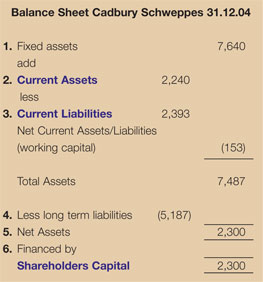 Balance Sheet Cadbury Schweppes 31.12.04
1. Fixed assets 7,640
add
2. Current Assets 2,240
less
3. Current Liabilities 2,393
Net Current Assets/Liabilities
(working capital) (153)
Total Assets 7,487
4. Less long term liabilities (5,187)
5. Net Assets 2,300
6. Financed by
Shareholders Capital 2,300